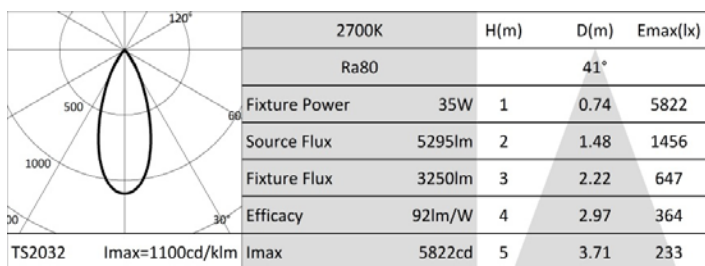 120°
500
60
1000
00
30°
TS2032 Imax=1100cd/klm
2700K H(m) D(m) Emax(lx)
Ra80 41°
Fixture Power 35W 1 0.74 5822
Source Flux 5295lm 2 1.48 1456
Fixture Flux 3250lm 3 2.22 647
Efficacy 92lm/W 4 2.97 364
Imax 5822cd 5 3.71 233